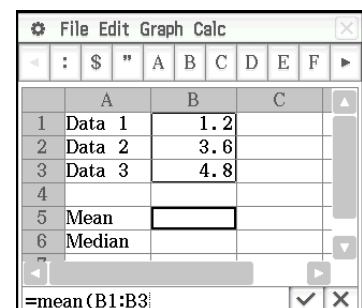 File Edit Graph Calc
: $ " A B C D E F
A B C
1 Data 1 1.2
2 Data 2 3.6
3 Data 3 4.8
4
5 Mean
6 Median
7
=mean(B1:B3